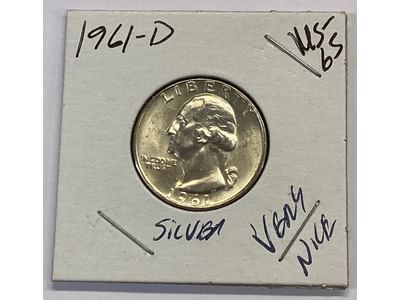 1961-D
MS-
65
LIBERTY
IN GOD WE
TRUST
1961
SILVER
VERY
NICE